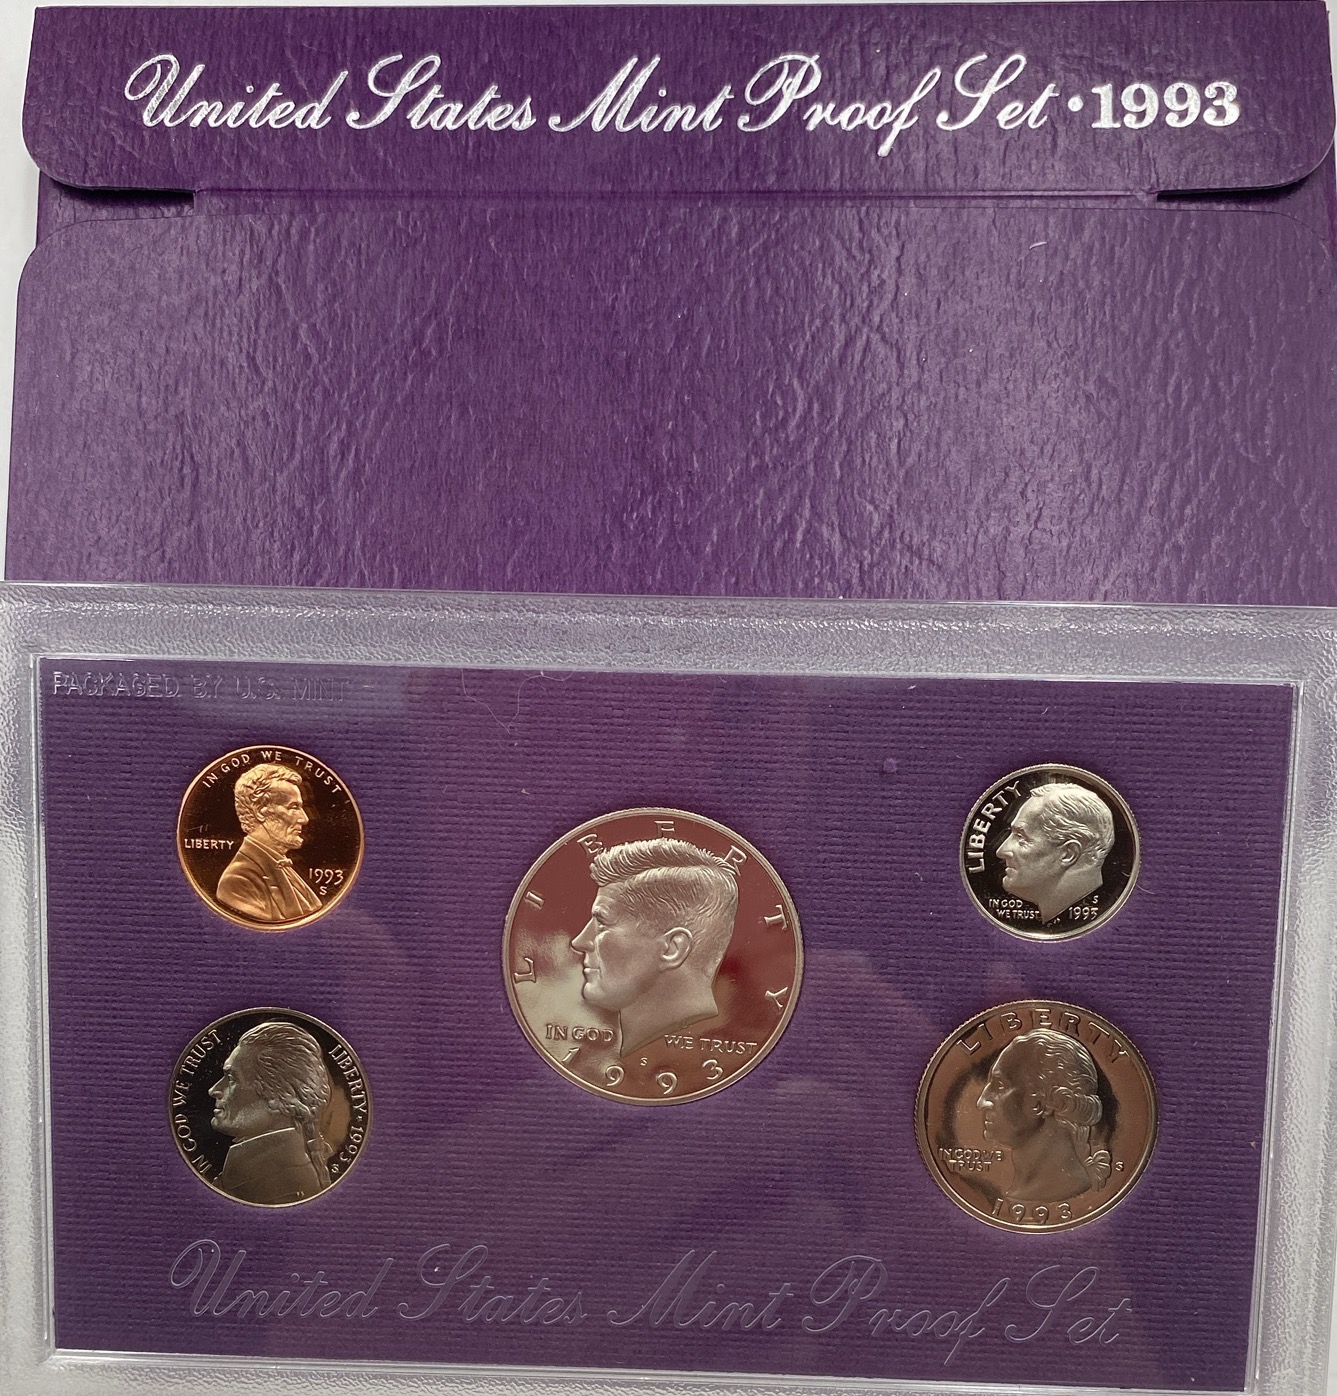 United States Mint Proof Set • 1993
PACKAGED BY U.S. MINT
IN GOD WE TRUST
LIBERTY
1993
S
LIBERTY
IN GOD WE TRUST
S
1993
LIBERTY
IN GOD
WE TRUST
S
1993
IN GOD WE TRUST
LIBERTY • 1993
S
LIBERTY
IN GOD WE
TRUST
S
1993
United States Mint Proof Set